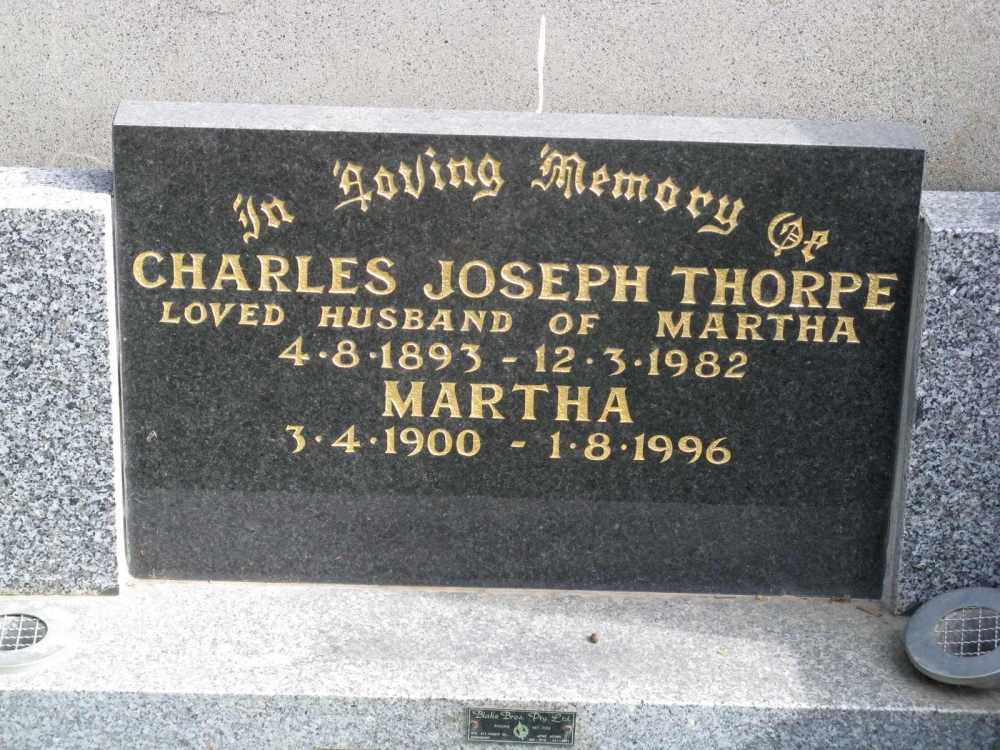 In Loving Memory Of
CHARLES JOSEPH THORPE
LOVED HUSBAND OF MARTHA
4·8·1893 - 12·3·1982
MARTHA
3·4·1900 - 1·8·1996
Blake Bros. Pty. Ltd.